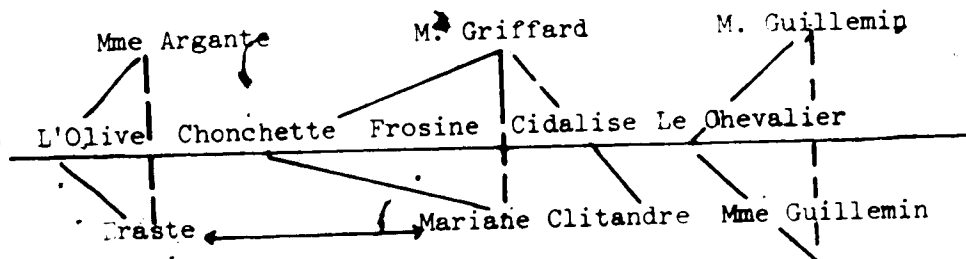 Mme Argante M. Griffard M. Guillemin
L'Olive Chonchette Frosine Cidalise Le Chevalier
Eraste Mariane Clitandre Mme Guillemin